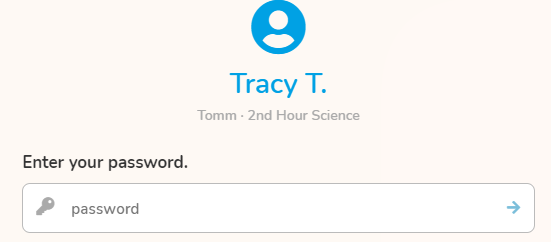 Tracy T.
Tomm · 2nd Hour Science
Enter your password.
password